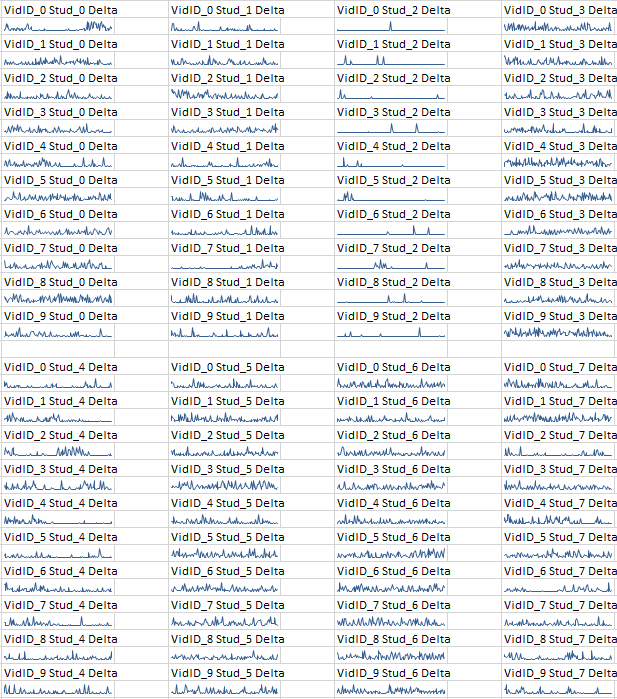 VidID_0 Stud_0 Delta VidID_0 Stud_1 Delta VidID_0 Stud_2 Delta VidID_0 Stud_3 Delta
VidID_1 Stud_0 Delta VidID_1 Stud_1 Delta VidID_1 Stud_2 Delta VidID_1 Stud_3 Delta
VidID_2 Stud_0 Delta VidID_2 Stud_1 Delta VidID_2 Stud_2 Delta VidID_2 Stud_3 Delta
VidID_3 Stud_0 Delta VidID_3 Stud_1 Delta VidID_3 Stud_2 Delta VidID_3 Stud_3 Delta
VidID_4 Stud_0 Delta VidID_4 Stud_1 Delta VidID_4 Stud_2 Delta VidID_4 Stud_3 Delta
VidID_5 Stud_0 Delta VidID_5 Stud_1 Delta VidID_5 Stud_2 Delta VidID_5 Stud_3 Delta
VidID_6 Stud_0 Delta VidID_6 Stud_1 Delta VidID_6 Stud_2 Delta VidID_6 Stud_3 Delta
VidID_7 Stud_0 Delta VidID_7 Stud_1 Delta VidID_7 Stud_2 Delta VidID_7 Stud_3 Delta
VidID_8 Stud_0 Delta VidID_8 Stud_1 Delta VidID_8 Stud_2 Delta VidID_8 Stud_3 Delta
VidID_9 Stud_0 Delta VidID_9 Stud_1 Delta VidID_9 Stud_2 Delta VidID_9 Stud_3 Delta
VidID_0 Stud_4 Delta VidID_0 Stud_5 Delta VidID_0 Stud_6 Delta VidID_0 Stud_7 Delta
VidID_1 Stud_4 Delta VidID_1 Stud_5 Delta VidID_1 Stud_6 Delta VidID_1 Stud_7 Delta
VidID_2 Stud_4 Delta VidID_2 Stud_5 Delta VidID_2 Stud_6 Delta VidID_2 Stud_7 Delta
VidID_3 Stud_4 Delta VidID_3 Stud_5 Delta VidID_3 Stud_6 Delta VidID_3 Stud_7 Delta
VidID_4 Stud_4 Delta VidID_4 Stud_5 Delta VidID_4 Stud_6 Delta VidID_4 Stud_7 Delta
VidID_5 Stud_4 Delta VidID_5 Stud_5 Delta VidID_5 Stud_6 Delta VidID_5 Stud_7 Delta
VidID_6 Stud_4 Delta VidID_6 Stud_5 Delta VidID_6 Stud_6 Delta VidID_6 Stud_7 Delta
VidID_7 Stud_4 Delta VidID_7 Stud_5 Delta VidID_7 Stud_6 Delta VidID_7 Stud_7 Delta
VidID_8 Stud_4 Delta VidID_8 Stud_5 Delta VidID_8 Stud_6 Delta VidID_8 Stud_7 Delta
VidID_9 Stud_4 Delta VidID_9 Stud_5 Delta VidID_9 Stud_6 Delta VidID_9 Stud_7 Delta